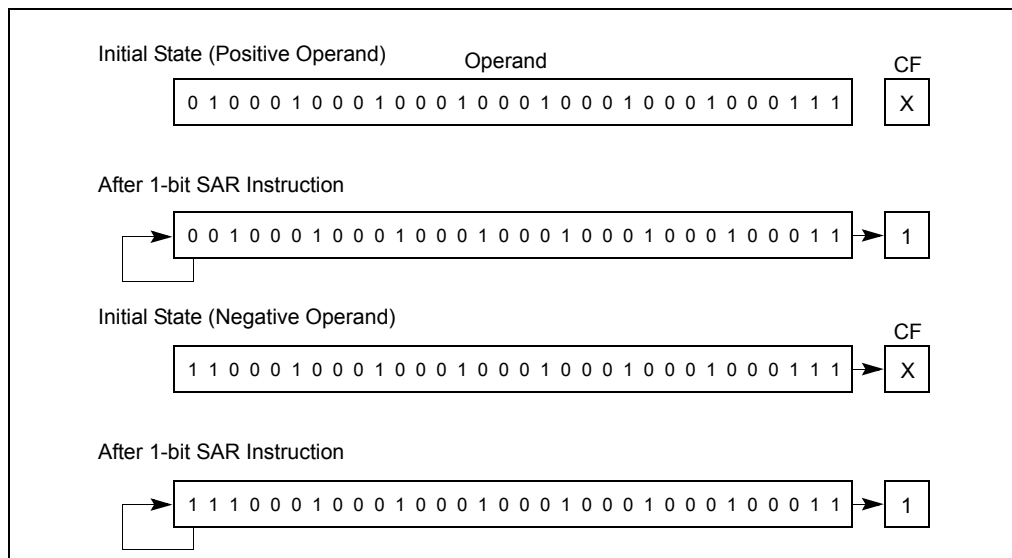 Initial State (Positive Operand)
Operand
CF
0 1 0 0 0 1 0 0 0 1 0 0 0 1 0 0 0 1 0 0 0 1 0 0 0 1 0 0 0 1 1 1
X
After 1-bit SAR Instruction
0 0 1 0 0 0 1 0 0 0 1 0 0 0 1 0 0 0 1 0 0 0 1 0 0 0 1 0 0 0 1 1
1
Initial State (Negative Operand)
CF
1 1 0 0 0 1 0 0 0 1 0 0 0 1 0 0 0 1 0 0 0 1 0 0 0 1 0 0 0 1 1 1
X
After 1-bit SAR Instruction
1 1 1 0 0 0 1 0 0 0 1 0 0 0 1 0 0 0 1 0 0 0 1 0 0 0 1 0 0 0 1 1
1